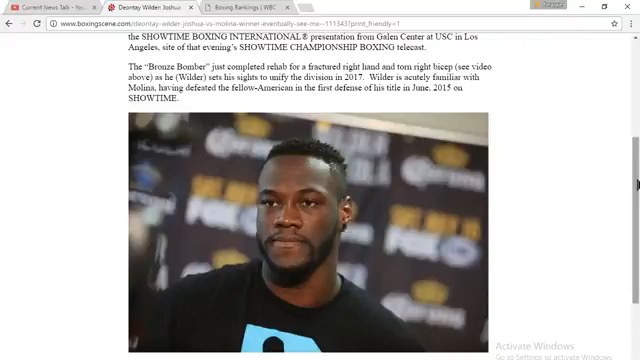 Current News Talk - Yo
Deontay Wilder: Joshua
Boxing Rankings | WBC
www.boxingscene.com/deontay-wilder-joshua-vs-molina-winner-eventually-see-me--111343?print_friendly=1
the SHOWTIME BOXING INTERNATIONAL® presentation from Galen Center at USC in Los
Angeles, site of that evening's SHOWTIME CHAMPIONSHIP BOXING telecast.
The “Bronze Bomber” just completed rehab for a fractured right hand and torn right bicep (see video
above) as he (Wilder) sets his sights to unify the division in 2017. Wilder is acutely familiar with
Molina, having defeated the fellow-American in the first defense of his title in June, 2015 on
SHOWTIME.
Corona
Corona
FOX
FOX
Activate Windows
Go to Settings to activate Windows.